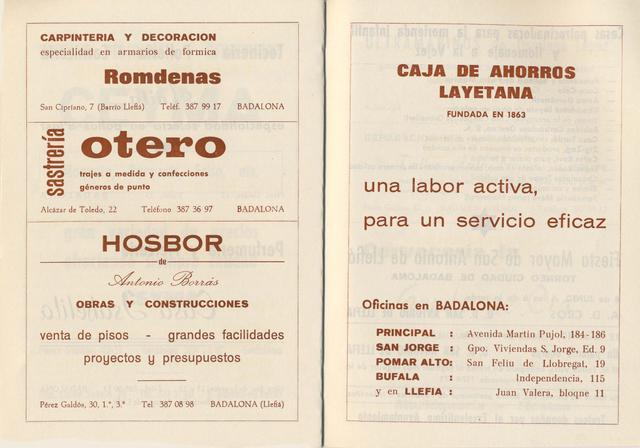 CARPINTERIA Y DECORACION
especialidad en armarios de formica
Romdenas
San Cipriano, 7 (Barrio Llefiá) Teléf. 387 99 17 BADALONA
sastrería
otero
trajes a medida y confecciones
géneros de punto
Alcázar de Toledo, 22 Teléfono 387 36 97 BADALONA
HOSBOR
de
Antonio Borrás
OBRAS Y CONSTRUCCIONES
venta de pisos - grandes facilidades
proyectos y presupuestos
Pérez Galdós, 30, 1.º, 3.ª Tel 387 08 98 BADALONA (Llefiá)
CAJA DE AHORROS
LAYETANA
FUNDADA EN 1863
una labor activa,
para un servicio eficaz
Oficinas en BADALONA:
PRINCIPAL : Avenida Martín Pujol, 184-186
SAN JORGE : Gpo. Viviendas S. Jorge, Ed. 9
POMAR ALTO: San Feliu de Llobregat, 19
BUFALA : Independencia, 115
y en LLEFIA : Juan Valera, bloque 11